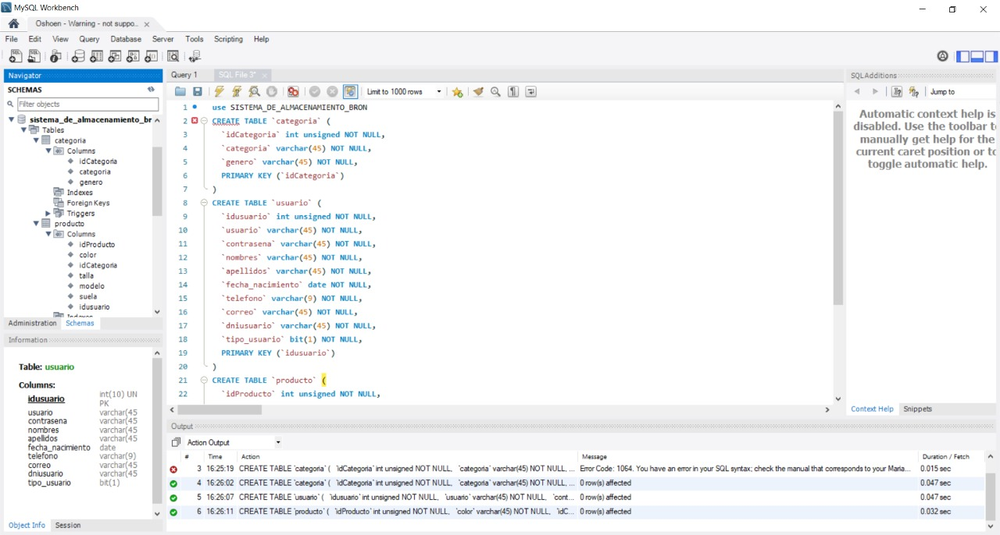 MySQL Workbench
Oshoen - Warning - not suppo...
File Edit View Query Database Server Tools Scripting Help
Navigator
SCHEMAS
Filter objects
sistema_de_almacenamiento_br
Tables
categoria
Columns
idCategoria
categoria
genero
Indexes
Foreign Keys
Triggers
producto
Columns
idProducto
color
idCategoria
talla
modelo
suela
idusuario
Indexes
Administration Schemas
Information
Table: usuario
Columns:
idusuario int(10) UN
PK
usuario varchar(45
contrasena varchar(45
nombres varchar(45
apellidos varchar(45
fecha_nacimiento date
telefono varchar(9)
correo varchar(45
dniusuario varchar(45
tipo_usuario bit(1)
Object Info Session
Query 1 SQL File 3*
Limit to 1000 rows
1 use SISTEMA_DE_ALMACENAMIENTO_BRON
2 CREATE TABLE `categoria` (
3 `idCategoria` int unsigned NOT NULL,
4 `categoria` varchar(45) NOT NULL,
5 `genero` varchar(45) NOT NULL,
6 PRIMARY KEY (`idCategoria`)
7 )
8 CREATE TABLE `usuario` (
9 `idusuario` int unsigned NOT NULL,
10 `usuario` varchar(45) NOT NULL,
11 `contrasena` varchar(45) NOT NULL,
12 `nombres` varchar(45) NOT NULL,
13 `apellidos` varchar(45) NOT NULL,
14 `fecha_nacimiento` date NOT NULL,
15 `telefono` varchar(9) NOT NULL,
16 `correo` varchar(45) NOT NULL,
17 `dniusuario` varchar(45) NOT NULL,
18 `tipo_usuario` bit(1) NOT NULL,
19 PRIMARY KEY (`idusuario`)
20 )
21 CREATE TABLE `producto` (
22 `idProducto` int unsigned NOT NULL,
SQLAdditions
Jump to
Automatic context help is
disabled. Use the toolbar t
manually get help for the
current caret position or to
toggle automatic help.
Context Help Snippets
Output
Action Output
# Time Action Message Duration / Fetch
3 16:25:19 CREATE TABLE `categoria` ( `idCategoria` int unsigned NOT NULL, `categoria` varchar(45) NOT NULL, ... Error Code: 1064. You have an error in your SQL syntax; check the manual that corresponds to your Maria... 0.015 sec
4 16:26:02 CREATE TABLE `categoria` ( `idCategoria` int unsigned NOT NULL, `categoria` varchar(45) NOT NULL, ... 0 row(s) affected 0.047 sec
5 16:26:07 CREATE TABLE `usuario` ( `idusuario` int unsigned NOT NULL, `usuario` varchar(45) NOT NULL, `cont... 0 row(s) affected 0.047 sec
6 16:26:11 CREATE TABLE `producto` ( `idProducto` int unsigned NOT NULL, `color` varchar(45) NOT NULL, `idC... 0 row(s) affected 0.032 sec